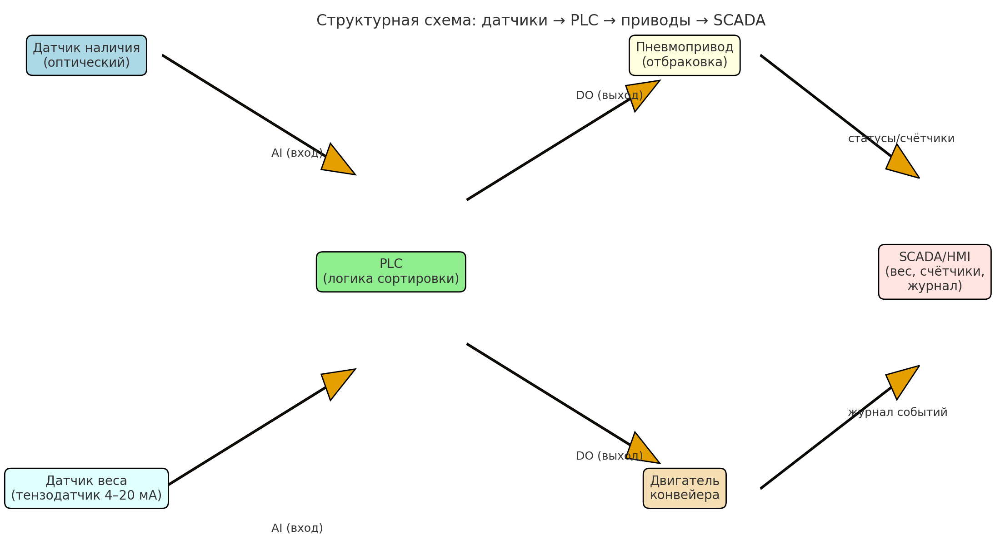 Структурная схема: датчики → PLC → приводы → SCADA
Датчик наличия
(оптический)
Пневмопривод
(отбраковка)
DO (выход)
статусы/счётчики
AI (вход)
PLC
(логика сортировки)
SCADA/HMI
(вес, счётчики,
журнал)
журнал событий
DO (выход)
Датчик веса
(тензодатчик 4–20 мА)
Двигатель
конвейера
AI (вход)